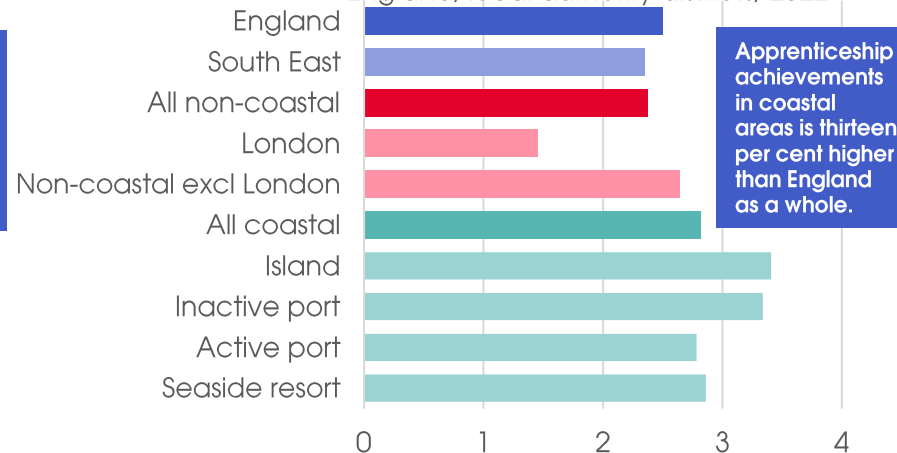 England
South East
All non-coastal
London
Non-coastal excl London
All coastal
Island
Inactive port
Active port
Seaside resort
0 1 2 3 4
Apprenticeship
achievements
in coastal
areas is thirteen
per cent higher
than England
as a whole.